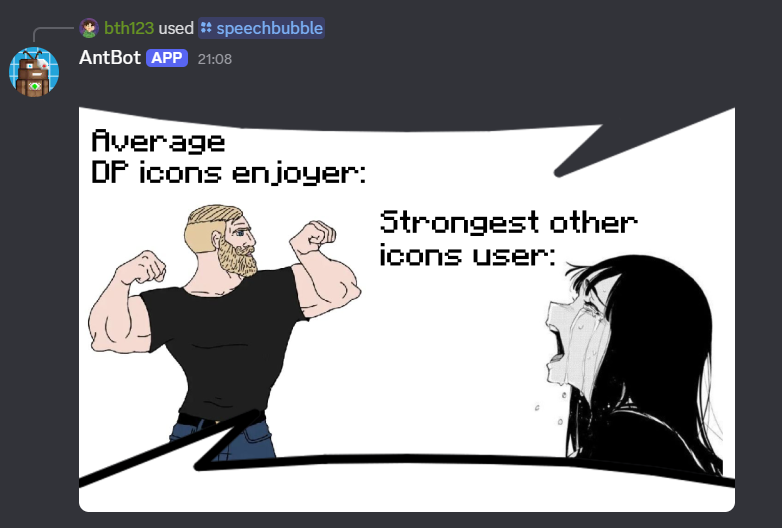 bth123 used speechbubble
AntBot APP 21:08
Average
DP icons enjoyer:
Strongest other
icons user: